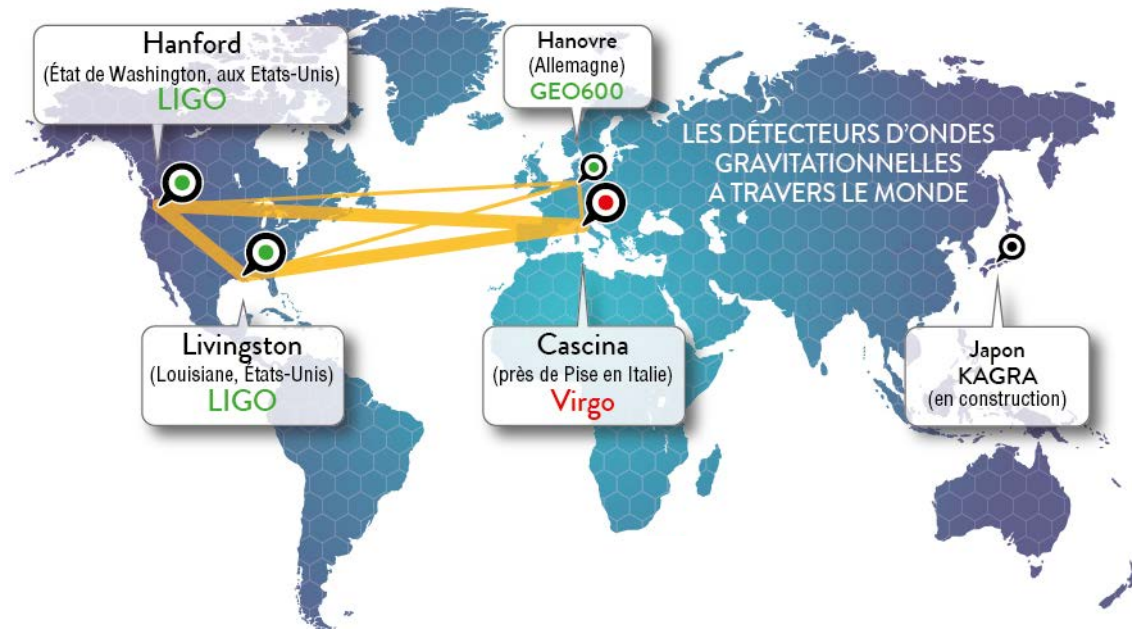 Hanford
(État de Washington, aux Etats-Unis)
LIGO
Hanovre
(Allemagne)
GEO600
LES DÉTECTEURS D’ONDES
GRAVITATIONNELLES
A TRAVERS LE MONDE
Livingston
(Louisiane, États-Unis)
LIGO
Cascina
(près de Pise en Italie)
Virgo
Japon
KAGRA
(en construction)